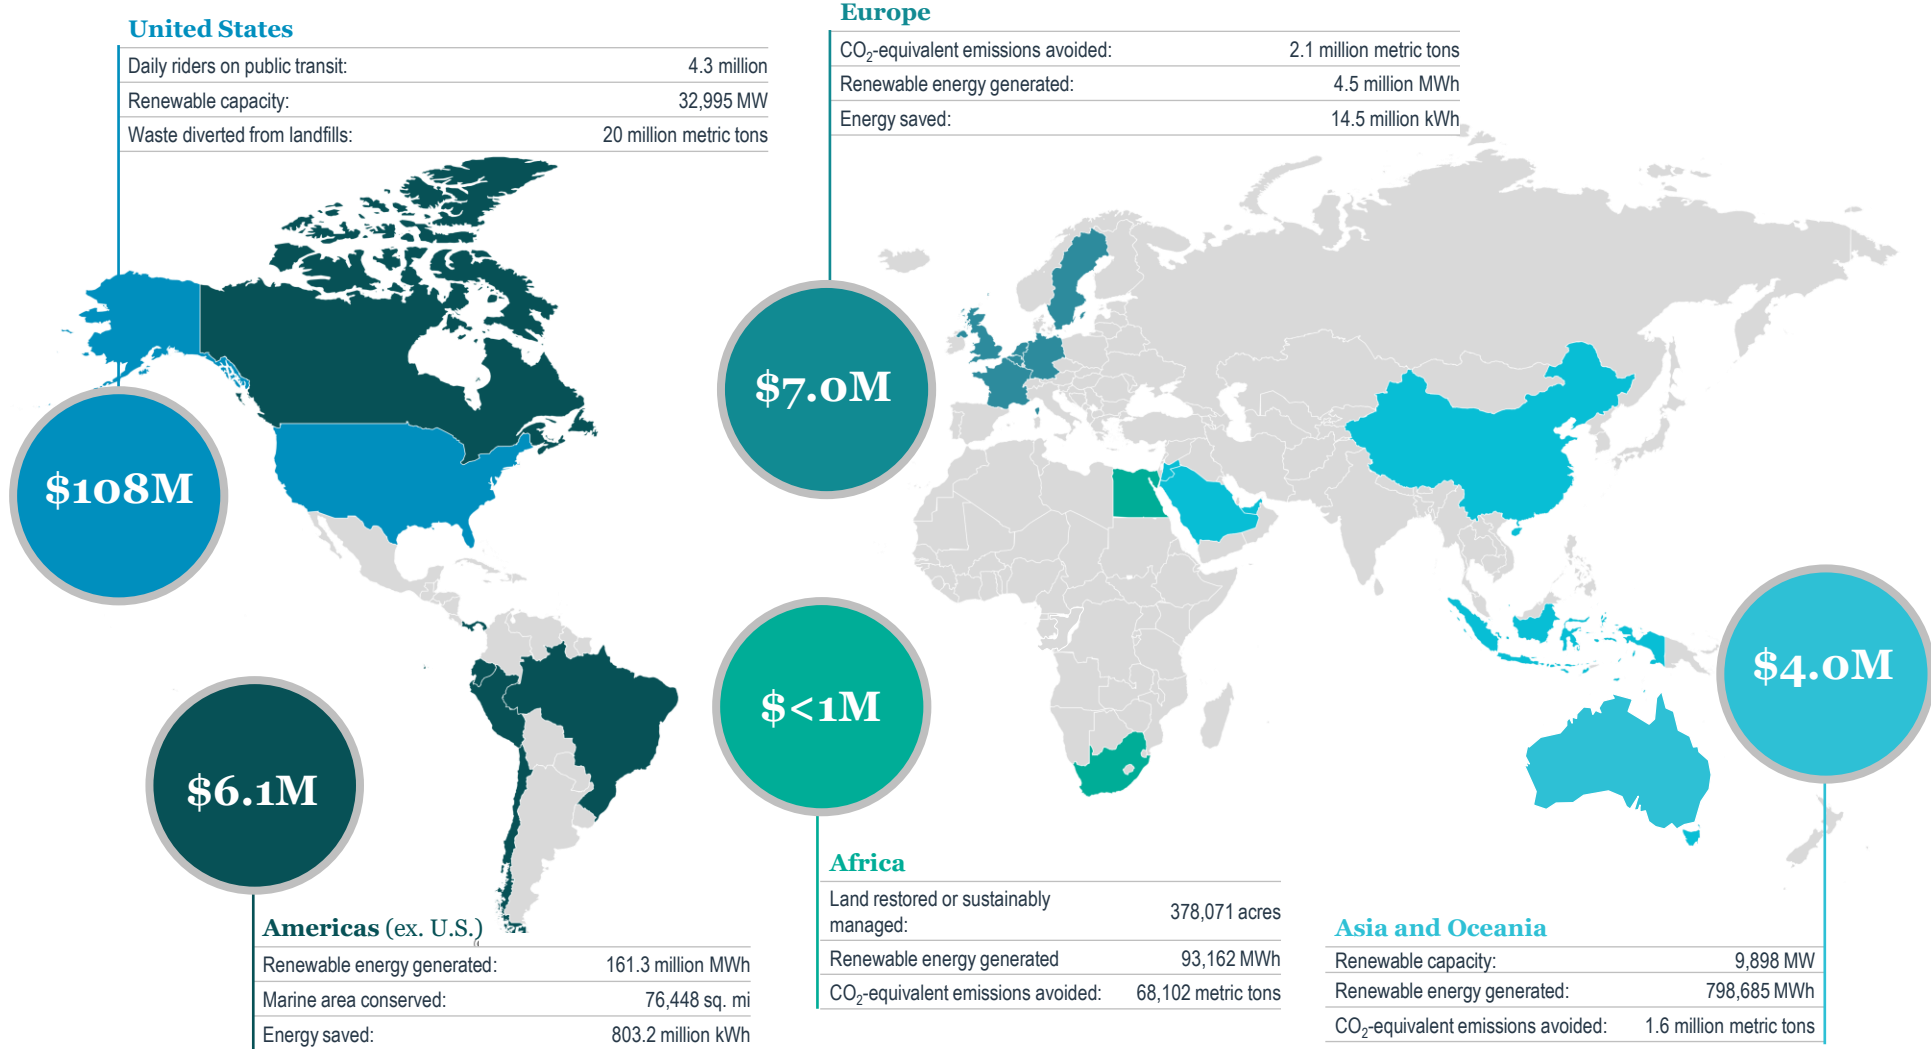 United States
Daily riders on public transit: 4.3 million
Renewable capacity: 32,995 MW
Waste diverted from landfills: 20 million metric tons
Europe
CO₂-equivalent emissions avoided: 2.1 million metric tons
Renewable energy generated: 4.5 million MWh
Energy saved: 14.5 million kWh
$108M
$7.0M
$6.1M
$<1M
$4.0M
Americas (ex. U.S.)
Renewable energy generated: 161.3 million MWh
Marine area conserved: 76,448 sq. mi
Energy saved: 803.2 million kWh
Africa
Land restored or sustainably
managed: 378,071 acres
Renewable energy generated 93,162 MWh
CO₂-equivalent emissions avoided: 68,102 metric tons
Asia and Oceania
Renewable capacity: 9,898 MW
Renewable energy generated: 798,685 MWh
CO₂-equivalent emissions avoided: 1.6 million metric tons